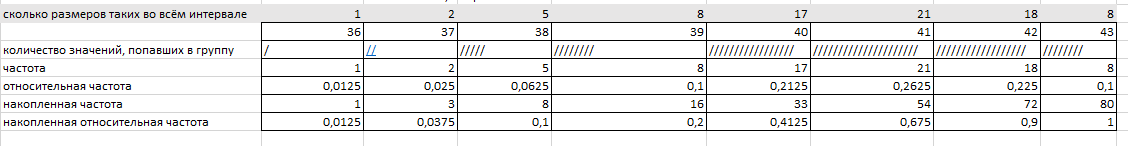 сколько размеров таких во всём интервале 1 2 5 8 17 21 18 8
36 37 38 39 40 41 42 43
количество значений, попавших в группу / // ///// //////// ///////////////// ///////////////////// ////////////////// ////////
частота 1 2 5 8 17 21 18 8
относительная частота 0,0125 0,025 0,0625 0,1 0,2125 0,2625 0,225 0,1
накопленная частота 1 3 8 16 33 54 72 80
накопленная относительная частота 0,0125 0,0375 0,1 0,2 0,4125 0,675 0,9 1